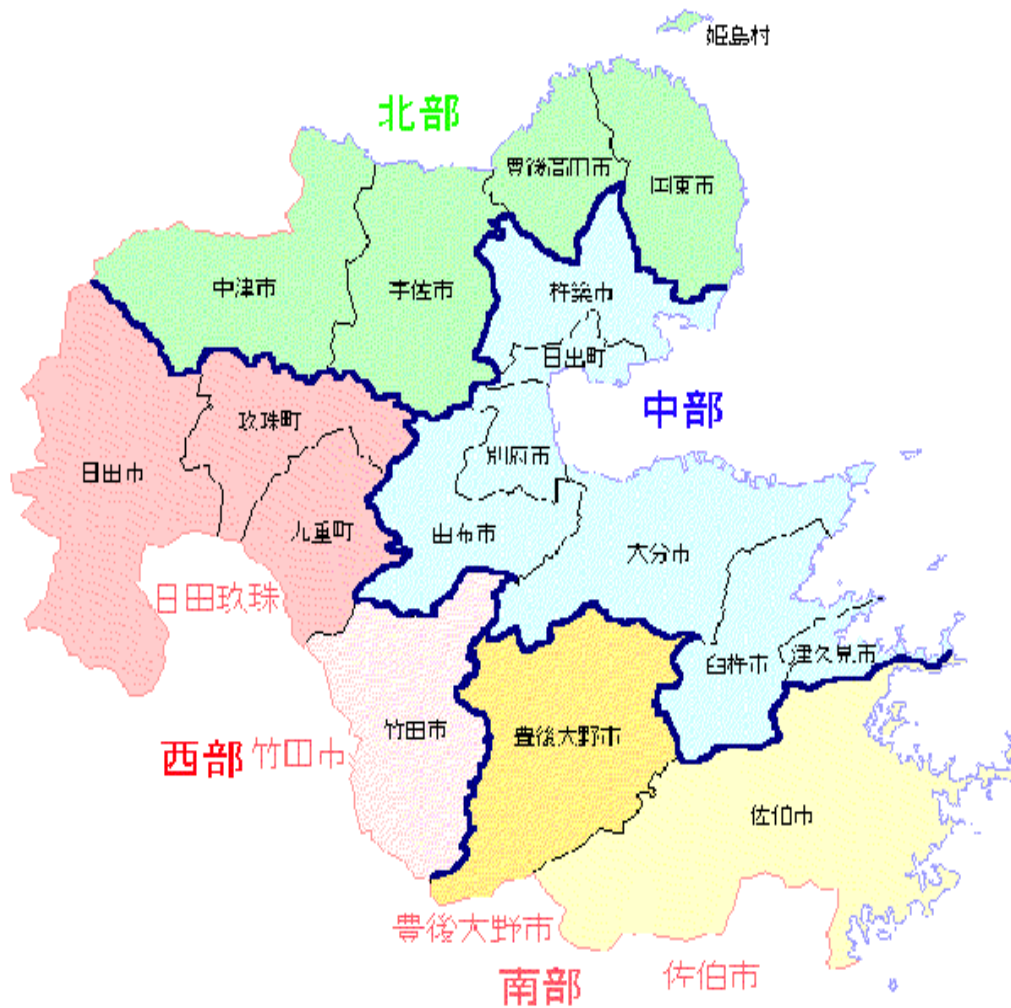 姫島村
北部
豊後高田市
国東市
中津市
宇佐市
杵築市
日出町
中部
玖珠町
日田市
別府市
九重町
由布市
大分市
日田玖珠
臼杵市
津久見市
竹田市
豊後大野市
西部
竹田市
佐伯市
豊後大野市
南部
佐伯市